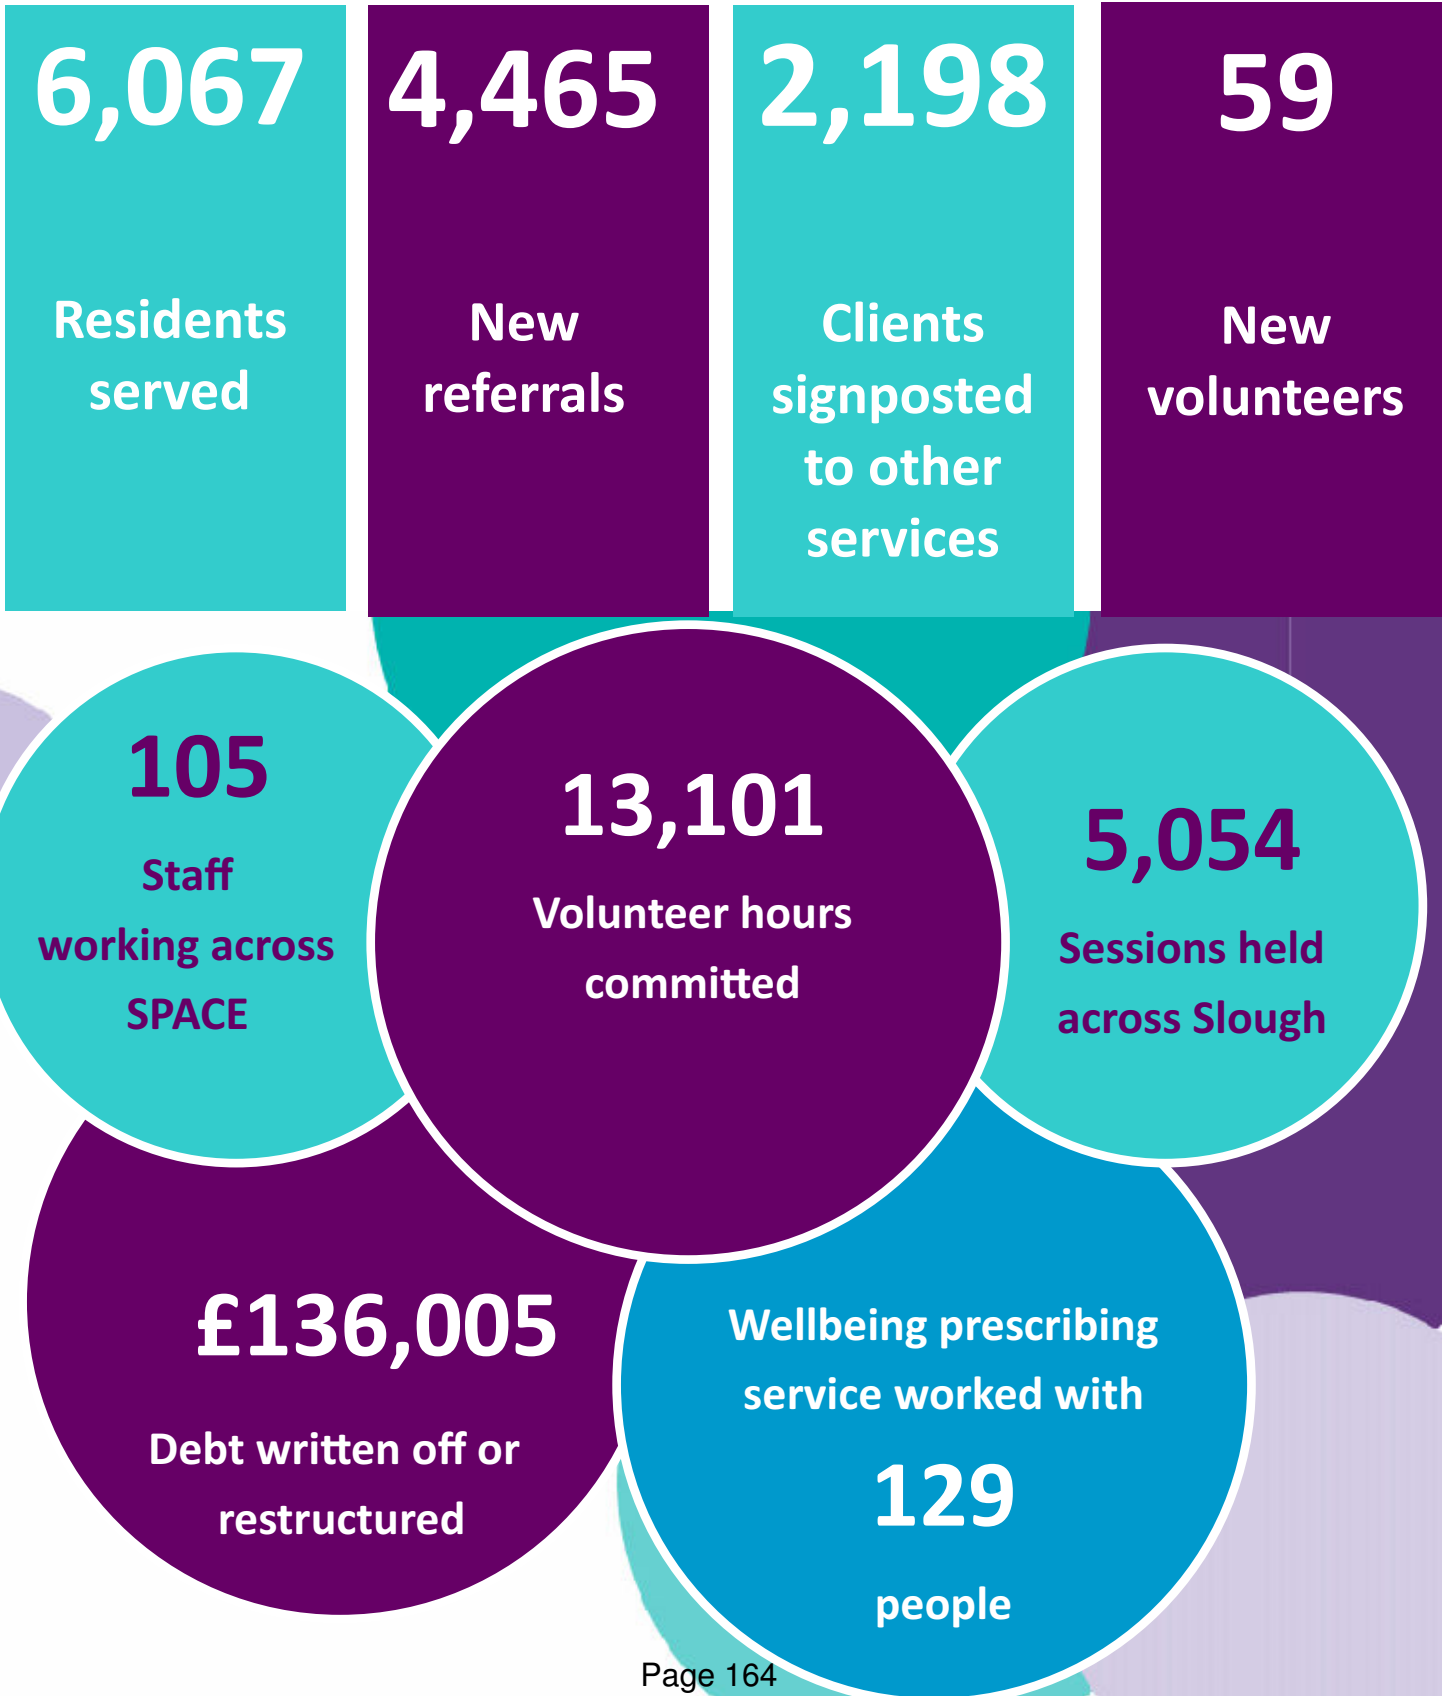 6,067
Residents
served
4,465
New
referrals
2,198
Clients
signposted
to other
services
59
New
volunteers
105
Staff
working across
SPACE
13,101
Volunteer hours
committed
5,054
Sessions held
across Slough
£136,005
Debt written off or
restructured
Wellbeing prescribing
service worked with
129
people
Page 164